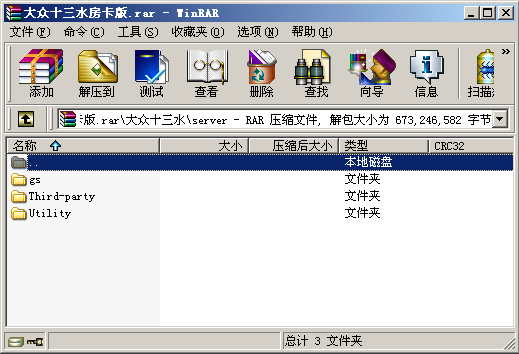 大众十三水房卡版.rar - WinRAR
文件(F) 命令(C) 工具(S) 收藏夹(O) 选项(N) 帮助(H)
添加 解压到 测试 查看 删除 查找 向导 信息 扫描 »
版.rar\大众十三水\server - RAR 压缩文件, 解包大小为 673,246,582 字节
名称 大小 压缩后大小 类型 CRC32
.. 本地磁盘
gs 文件夹
Third-party 文件夹
Utility 文件夹
总计 3 文件夹